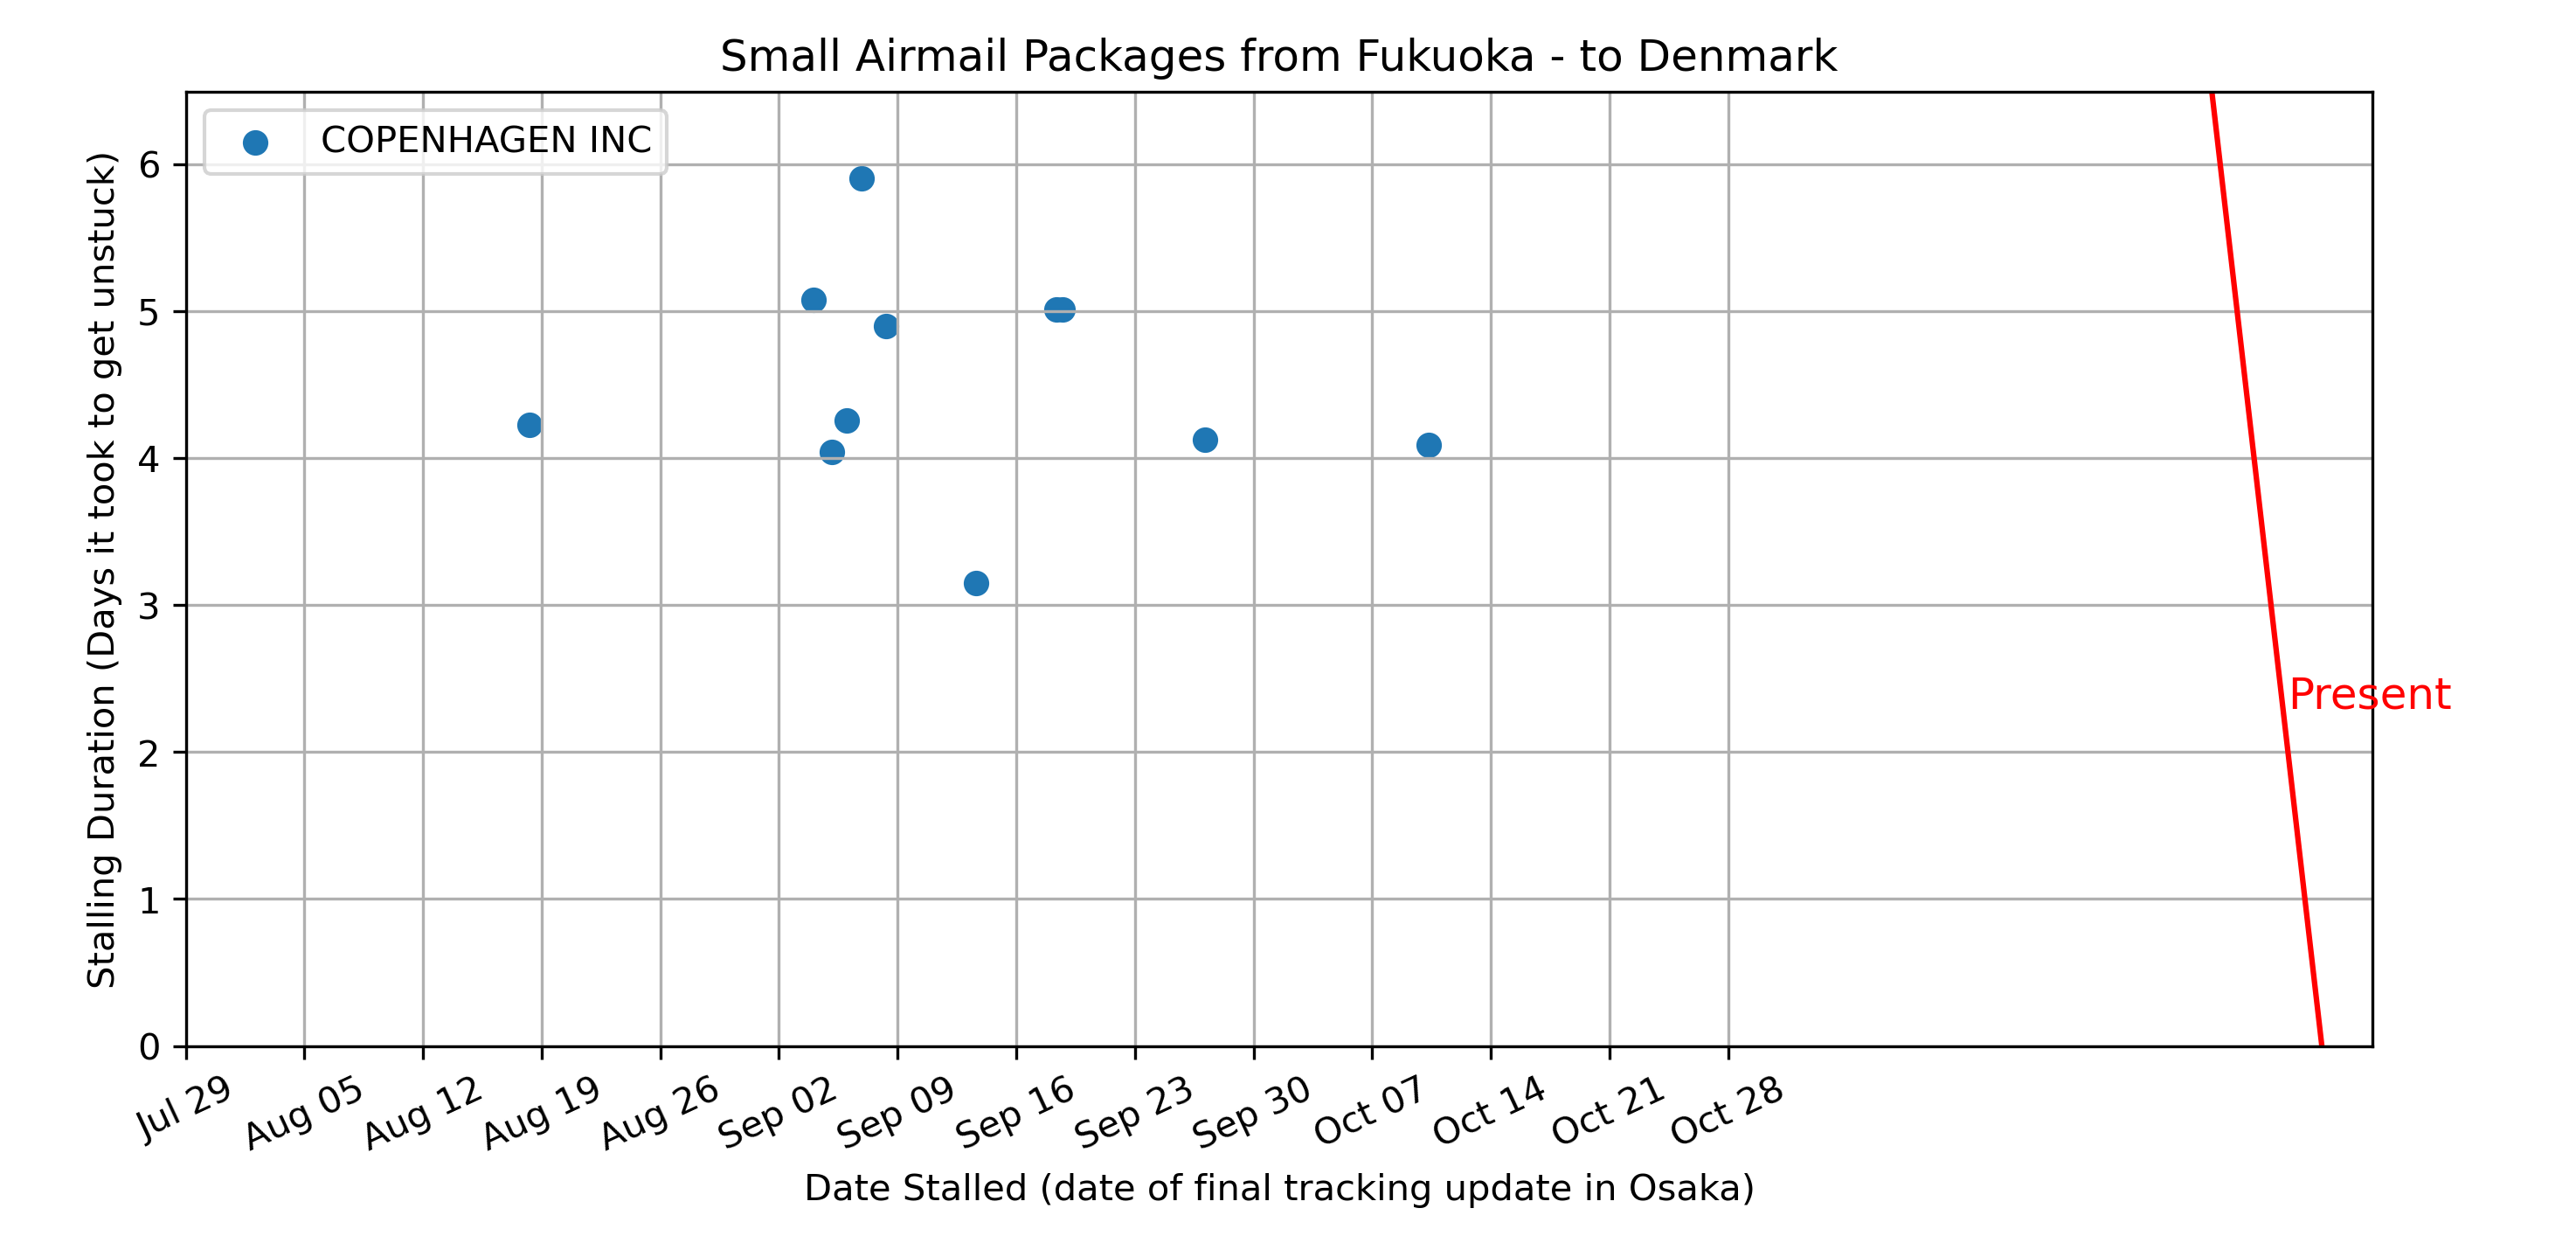 Small Airmail Packages from Fukuoka - to Denmark
COPENHAGEN INC
Stalling Duration (Days it took to get unstuck)
6
5
4
3
2
1
0
Present
Jul 29
Aug 05
Aug 12
Aug 19
Aug 26
Sep 02
Sep 09
Sep 16
Sep 23
Sep 30
Oct 07
Oct 14
Oct 21
Oct 28
Date Stalled (date of final tracking update in Osaka)